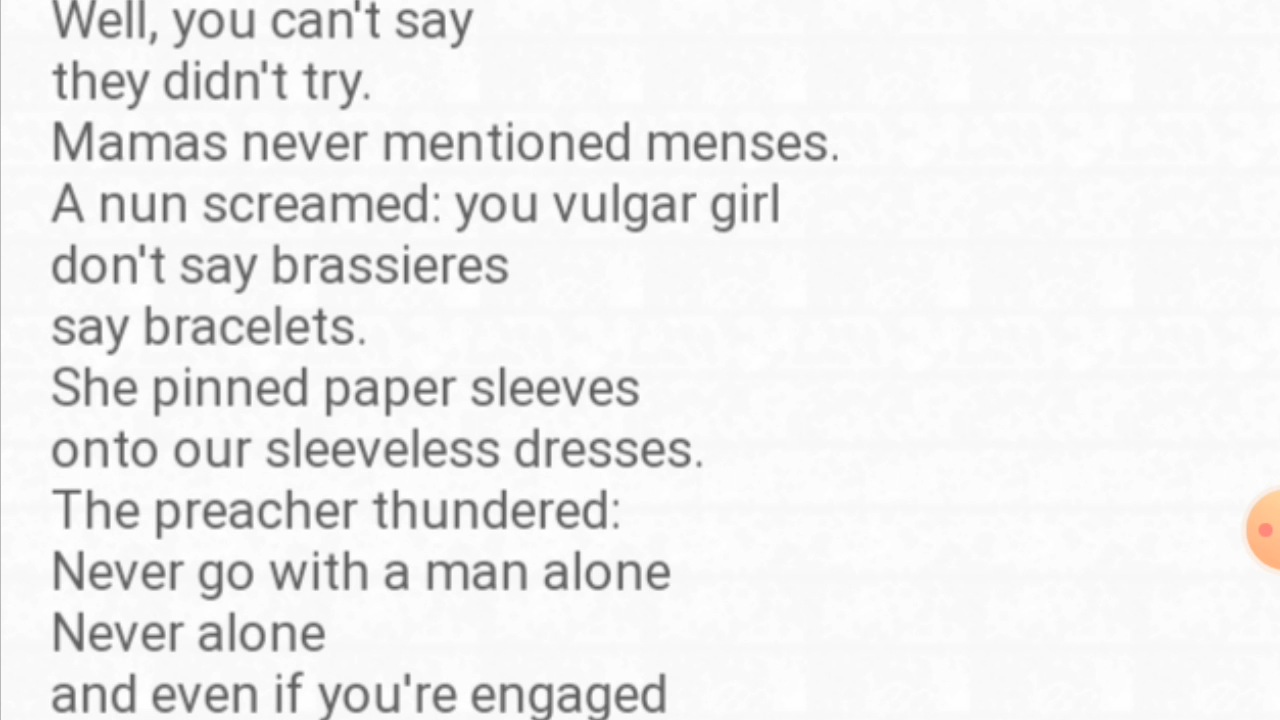 Well, you can't say
they didn't try.
Mamas never mentioned menses.
A nun screamed: you vulgar girl
don't say brassieres
say bracelets.
She pinned paper sleeves
onto our sleeveless dresses.
The preacher thundered:
Never go with a man alone
Never alone
and even if you're engaged